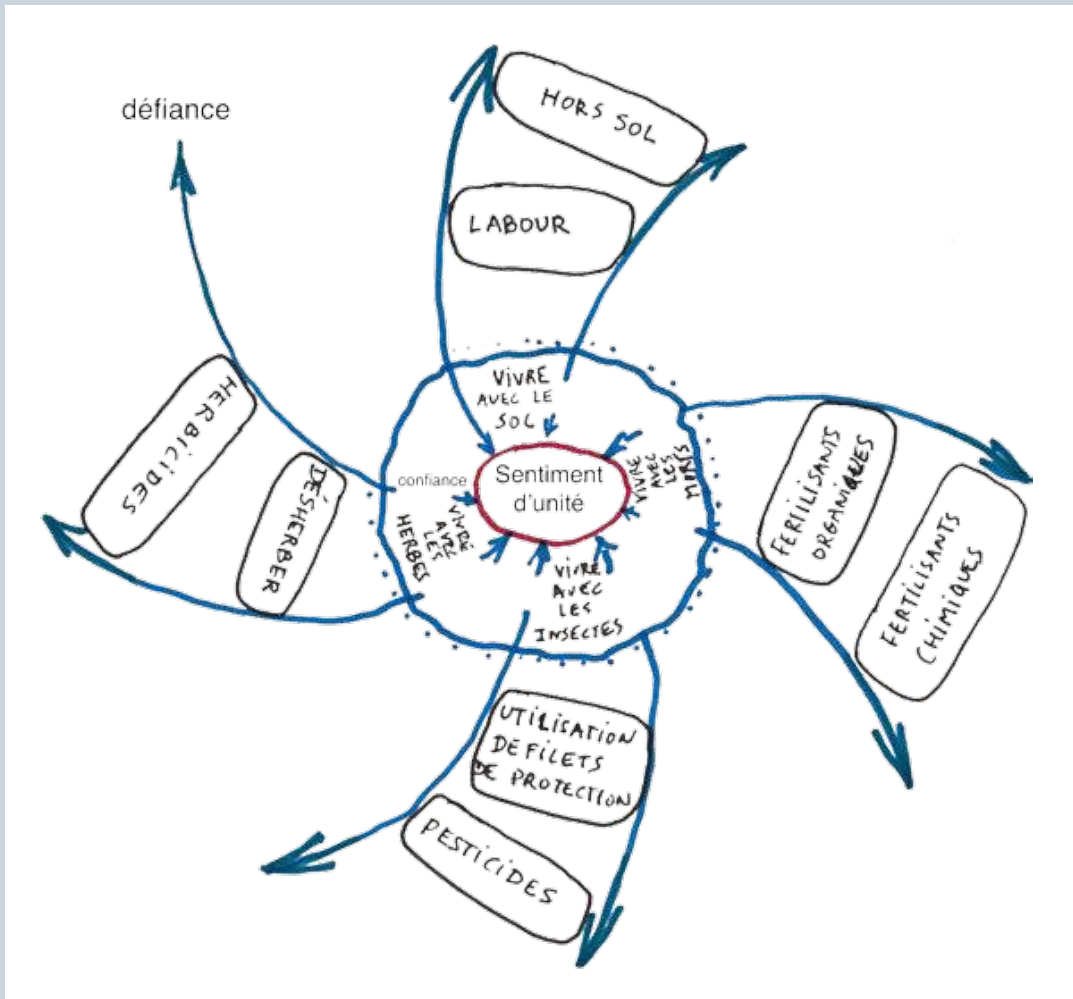 défiance
HORS SOL
LABOUR
VIVRE
AVEC LE
SOL
VIVRE
AVEC
LES
MORTS
confiance
Sentiment
d'unité
VIVRE
AVEC
LES
HERBES
VIVRE
AVEC
LES
INSECTES
HERBICIDES
DÉSHERBER
FERTILISANTS
ORGANIQUES
FERTILISANTS
CHIMIQUES
UTILISATION
DE FILETS
DE PROTECTION
PESTICIDES